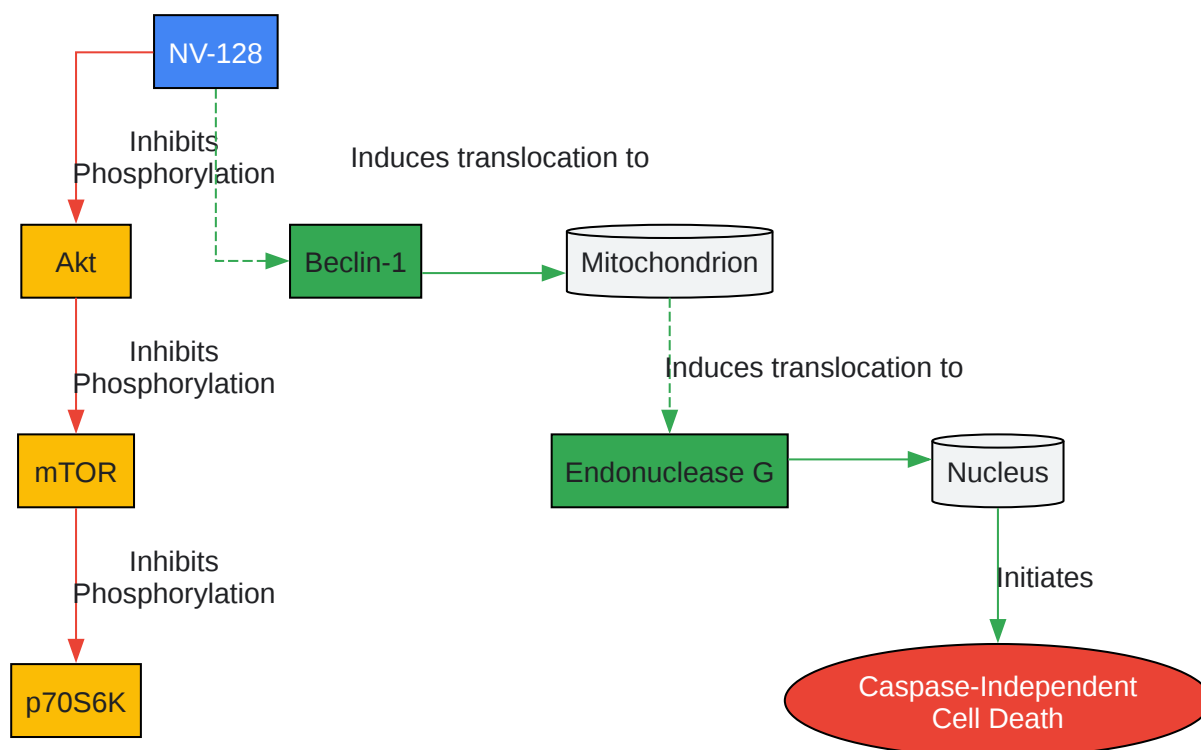 NV-128
Inhibits
Phosphorylation
Induces translocation to
Akt
Beclin-1
Mitochondrion
Inhibits
Phosphorylation
Induces translocation to
mTOR
Endonuclease G
Nucleus
Inhibits
Phosphorylation
Initiates
p70S6K
Caspase-Independent
Cell Death